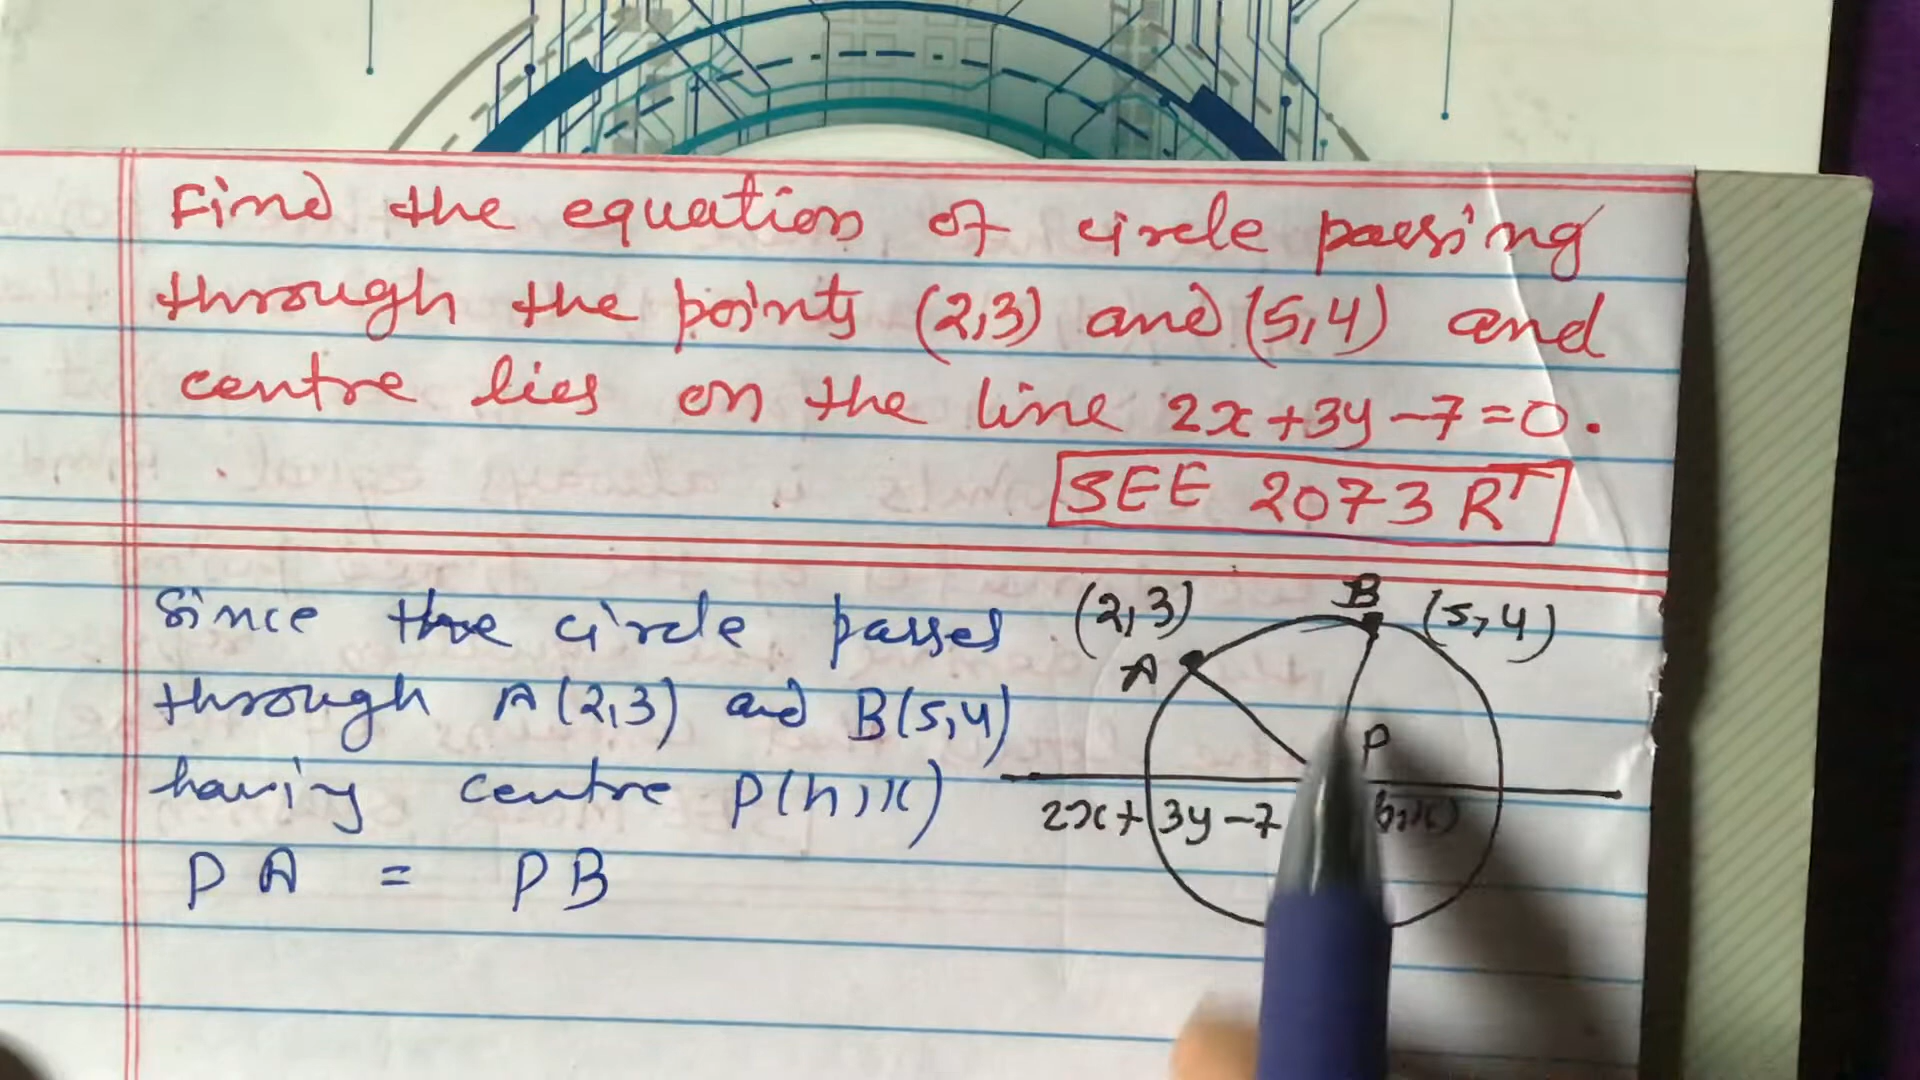 Find the equation of circle passing
through the points (2,3) and (5,4) and
centre lies on the line 2x+3y-7=0.
SEE 2073 RT
Since the circle passes
through A(2,3) and B(5,4)
having centre P(h,k)
PA = PB
(2,3) B (5,4)
A
P
2x+3y-7 (h,k)